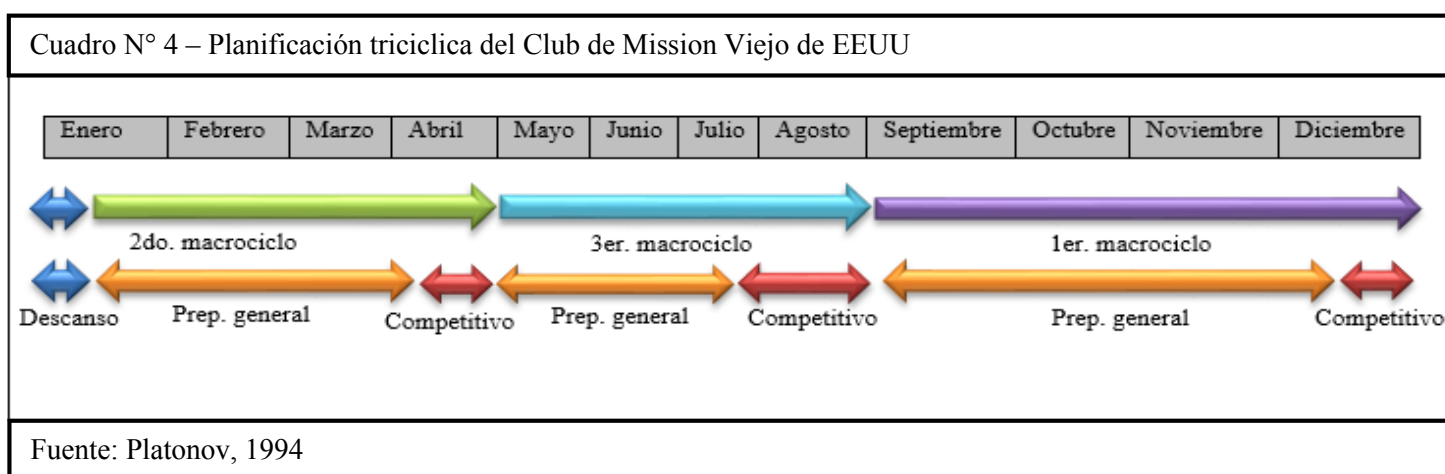 Cuadro N° 4 – Planificación triciclica del Club de Mission Viejo de EEUU
Enero Febrero Marzo Abril Mayo Junio Julio Agosto Septiembre Octubre Noviembre Diciembre
2do. macrociclo 3er. macrociclo 1er. macrociclo
Descanso Prep. general Competitivo Prep. general Competitivo Prep. general Competitivo
Fuente: Platonov, 1994